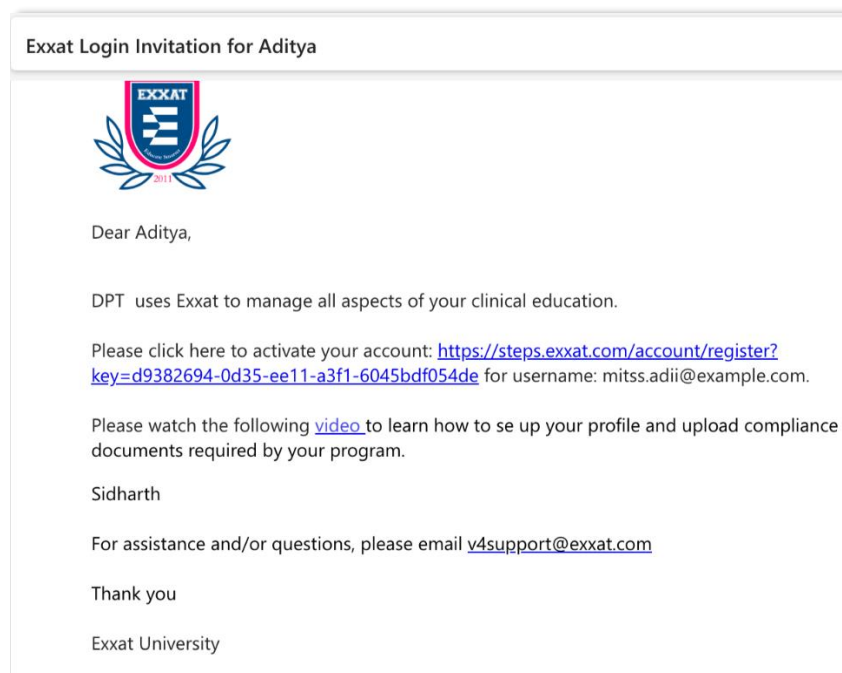 Exxat Login Invitation for Aditya
EXXAT
2011
Dear Aditya,
DPT  uses Exxat to manage all aspects of your clinical education.
Please click here to activate your account: https://steps.exxat.com/account/register?
key=d9382694-0d35-ee11-a3f1-6045bdf054de for username: mitss.adii@example.com.
Please watch the following video to learn how to se up your profile and upload compliance
documents required by your program.
Sidharth
For assistance and/or questions, please email v4support@exxat.com
Thank you
Exxat University